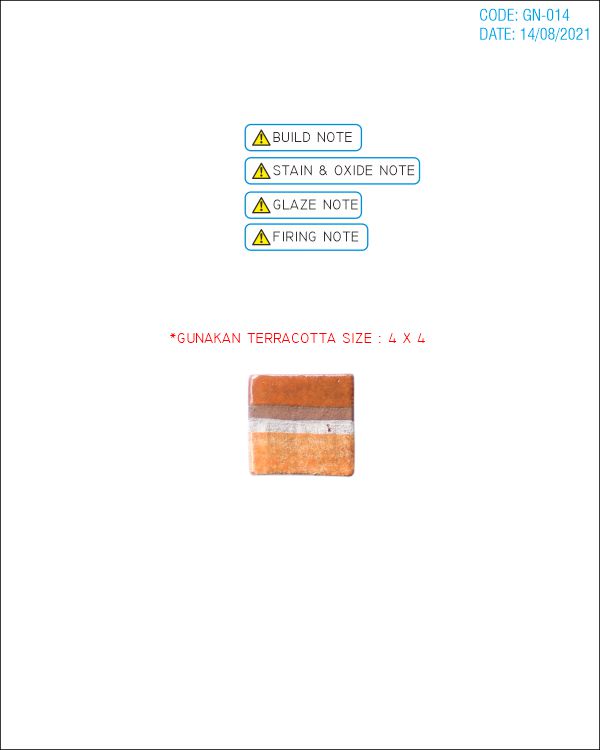 CODE: GN-014
DATE: 14/08/2021
BUILD NOTE
STAIN & OXIDE NOTE
GLAZE NOTE
FIRING NOTE
*GUNAKAN TERRACOTTA SIZE : 4 X 4